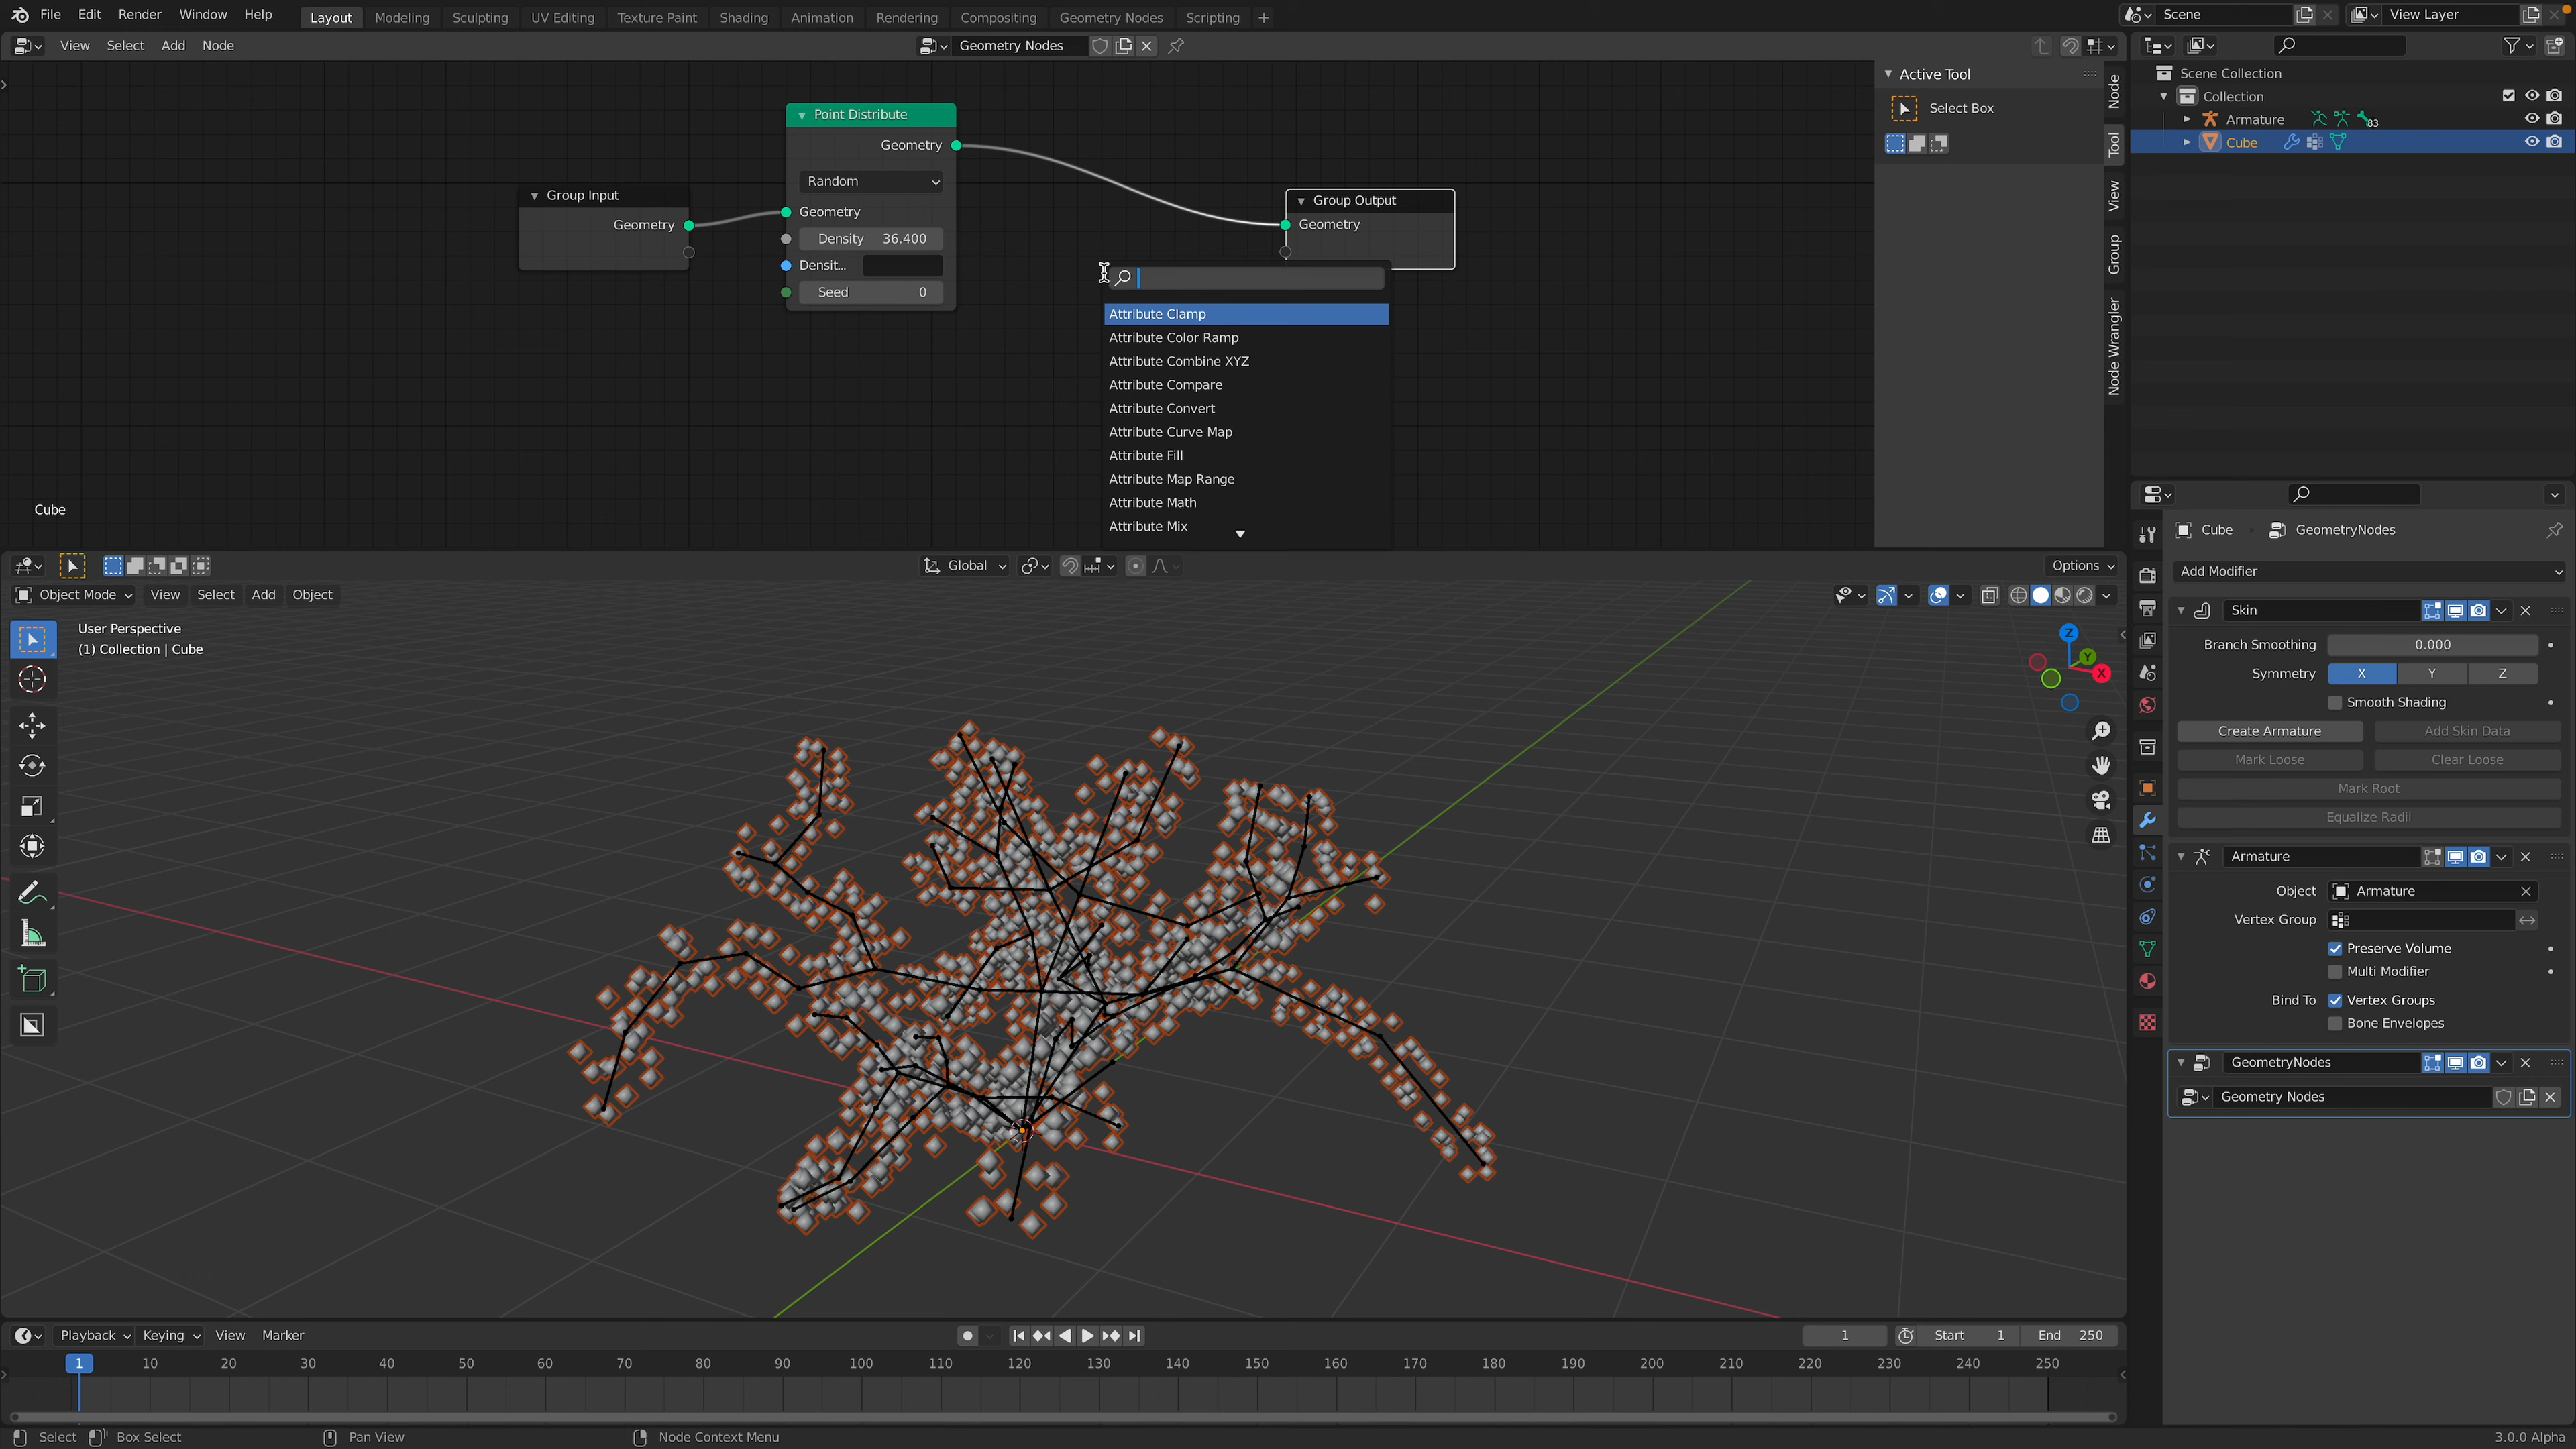 File Edit Render Window Help Layout Modeling Sculpting UV Editing Texture Paint Shading Animation Rendering Compositing Geometry Nodes Scripting + Scene View Layer
View Select Add Node Geometry Nodes
Active Tool
Select Box
Node
Tool
View
Group
Node Wrangler
Point Distribute
Geometry
Random
Geometry
Density 36.400
Densit...
Seed 0
Group Input
Geometry
Group Output
Geometry
Attribute Clamp
Attribute Color Ramp
Attribute Combine XYZ
Attribute Compare
Attribute Convert
Attribute Curve Map
Attribute Fill
Attribute Map Range
Attribute Math
Attribute Mix
Cube
Scene Collection
Collection
Armature 83
Cube
Global Options
Object Mode View Select Add Object
User Perspective
(1) Collection | Cube
Z
Y
X
Cube GeometryNodes
Add Modifier
Skin
Branch Smoothing 0.000
Symmetry X Y Z
Smooth Shading
Create Armature Add Skin Data
Mark Loose Clear Loose
Mark Root
Equalize Radii
Armature
Object Armature
Vertex Group
Preserve Volume
Multi Modifier
Bind To Vertex Groups
Bone Envelopes
GeometryNodes
Geometry Nodes
Playback Keying View Marker 1 Start 1 End 250
1 10 20 30 40 50 60 70 80 90 100 110 120 130 140 150 160 170 180 190 200 210 220 230 240 250
Select Box Select Pan View Node Context Menu 3.0.0 Alpha